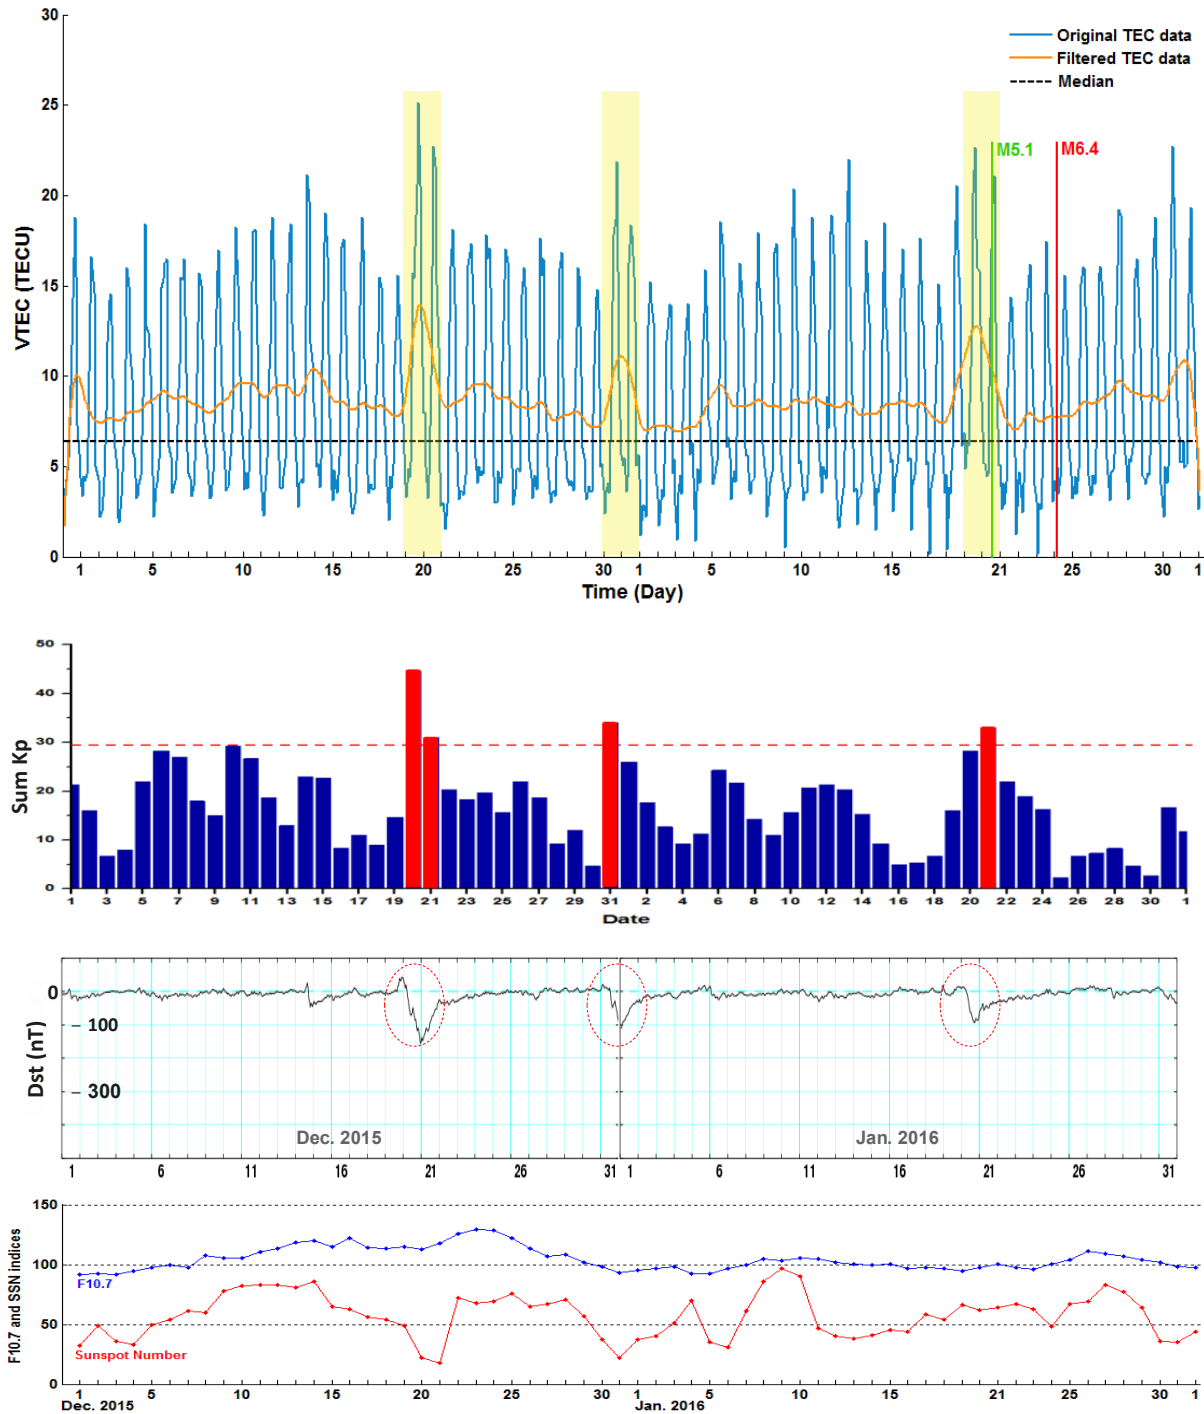 30
25
20
15
10
5
0
VTEC (TECU)
Original TEC data
Filtered TEC data
Median
M5.1
M6.4
1 5 10 15 20 25 30 1 5 10 15 21 25 30 1
Time (Day)
50
40
30
20
10
0
Sum Kp
1 3 5 7 9 11 13 15 17 19 21 23 25 27 29 31 2 4 6 8 10 12 14 16 18 20 22 24 26 28 30 1
Date
0
– 100
– 300
Dst (nT)
Dec. 2015
Jan. 2016
1 6 11 16 21 26 31 1 6 11 16 21 26 31
150
100
50
0
F10.7 and SSN indices
F10.7
Sunspot Number
1 5 10 15 20 25 30 1 5 10 15 21 25 30 1
Dec. 2015
Jan. 2016